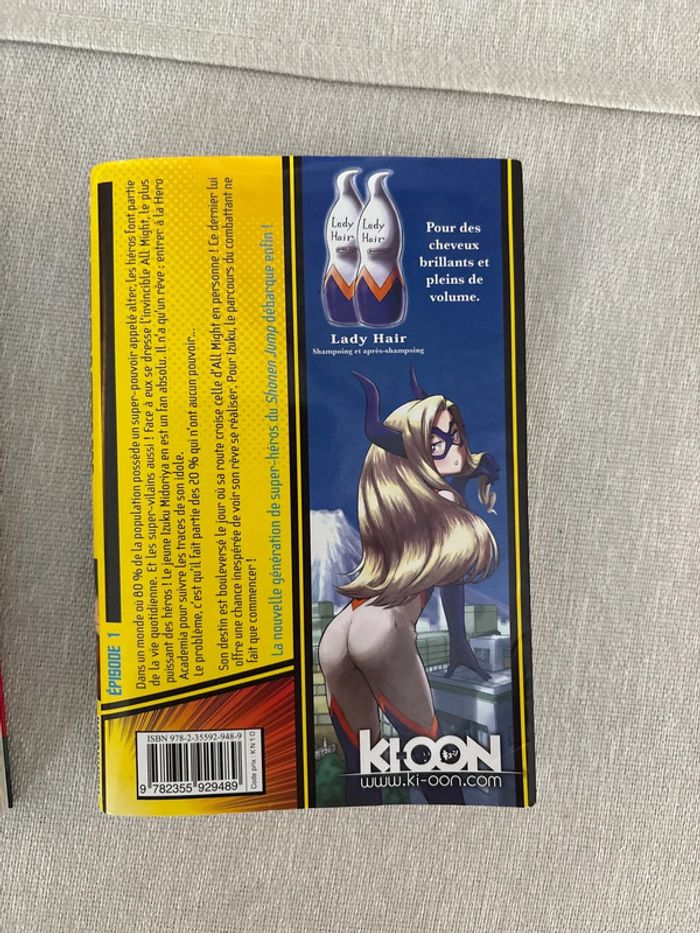 ÉPISODE 1
Dans un monde où 80 % de la population possède un super-pouvoir appelé alter, les héros font partie
de la vie quotidienne. Et les super-vilains aussi ! Face à eux se dresse l'invincible All Might, le plus
puissant des héros ! Le jeune Izuku Midoriya en est un fan absolu. Il n'a qu'un rêve : entrer à la Hero
Academia pour suivre les traces de son idole.
Le problème, c'est qu'il fait partie des 20 % qui n'ont aucun pouvoir...
Son destin est bouleversé le jour où sa route croise celle d'All Might en personne ! Ce dernier lui
offre une chance inespérée de voir son rêve se réaliser. Pour Izuku, le parcours du combattant ne
fait que commencer !
La nouvelle génération de super-héros du Shonen Jump débarque enfin !
ISBN 978-2-35592-948-9
9 782355 929489
Code prix : KN10
Lady
Hair
Lady
Hair
Pour des
cheveux
brillants et
pleins de
volume.
Lady Hair
Shampoing et après-shampoing
KI-OON
www.ki-oon.com